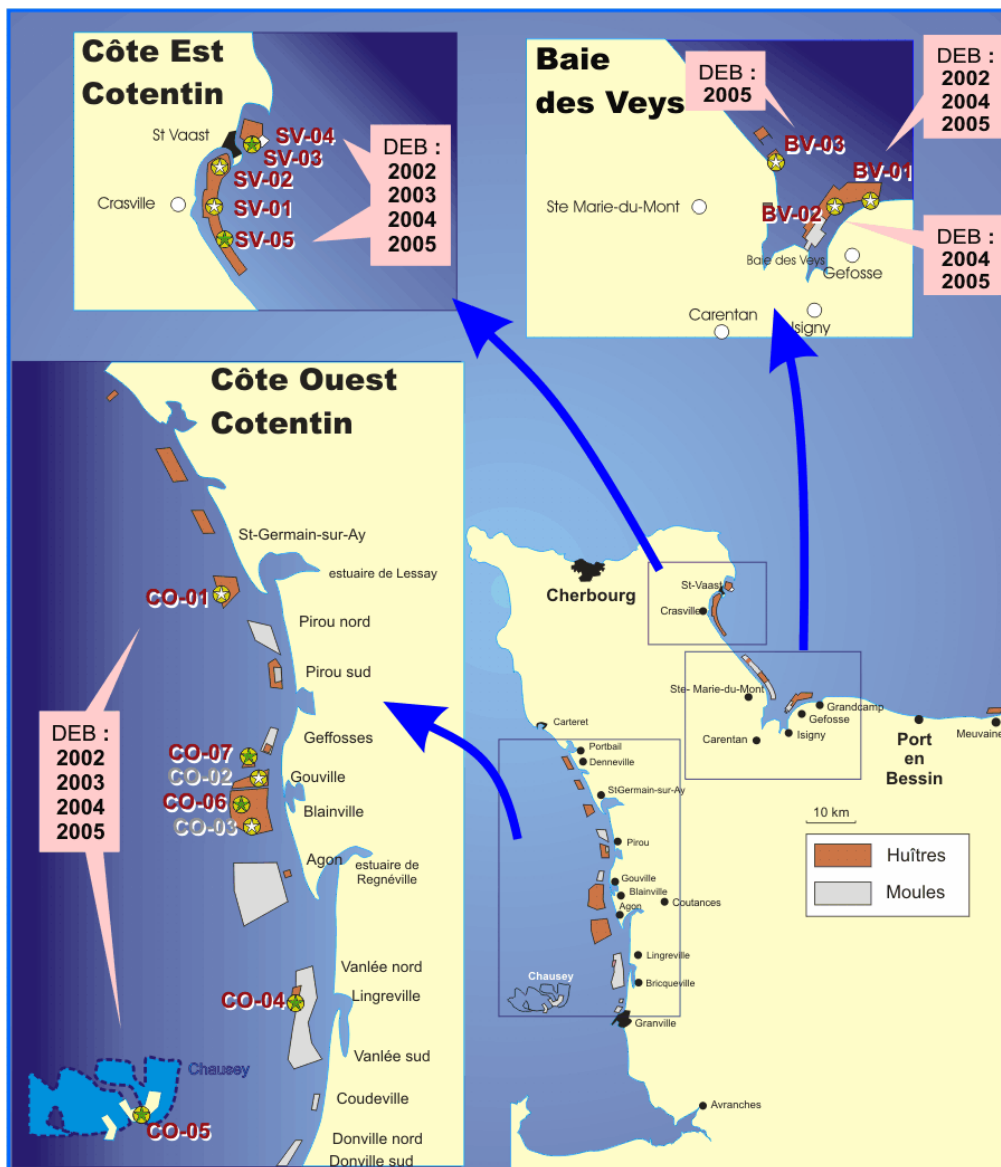 Côte Est
Cotentin
St Vaast
SV-04
SV-03
SV-02
Crasville
SV-01
SV-05
DEB :
2002
2003
2004
2005
Baie
des Veys
DEB :
2005
DEB :
2002
2004
2005
BV-03
BV-01
Ste Marie-du-Mont
BV-02
Baie des Veys
Gefosse
DEB :
2004
2005
Carentan
Isigny
Côte Ouest
Cotentin
St-Germain-sur-Ay
estuaire de Lessay
CO-01
Pirou nord
Pirou sud
DEB :
2002
2003
2004
2005
Geffosses
CO-07
CO-02
Gouville
CO-06
Blainville
CO-03
Agon
estuaire
de Regnéville
Vanlée nord
CO-04
Lingreville
Vanlée sud
Chausey
Coudeville
CO-05
Donville nord
Donville sud
Cherbourg
St-Vaast
Crasville
Ste- Marie-du-Mont
Grandcamp
Gefosse
Isigny
Carentan
Port
en
Bessin
Meuvaine
Carteret
Portbail
Denneville
StGermain-sur-Ay
Pirou
Gouville
Blainville
Coutances
Agon
Lingreville
Chausey
Bricqueville
Granville
Avranches
10 km
Huîtres
Moules